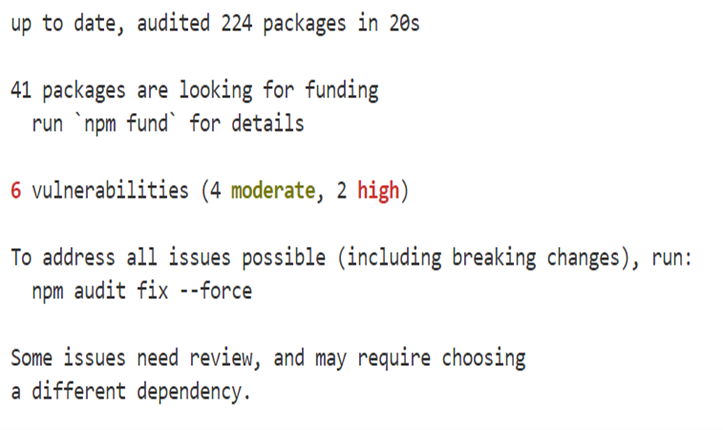 up to date, audited 224 packages in 20s
41 packages are looking for funding
run `npm fund` for details
6 vulnerabilities (4 moderate, 2 high)
To address all issues possible (including breaking changes), run:
npm audit fix --force
Some issues need review, and may require choosing
a different dependency.